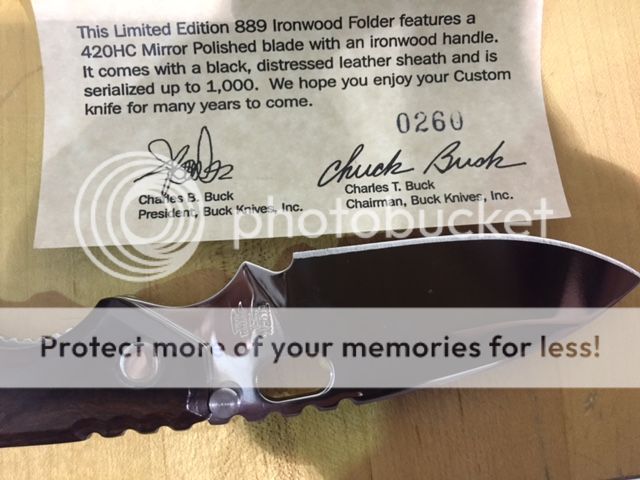 This Limited Edition 889 Ironwood Folder features a
420HC Mirror Polished blade with an ironwood handle.
It comes with a black, distressed leather sheath and is
serialized up to 1,000. We hope you enjoy your Custom
knife for many years to come.
0260
Chuck Buck
Charles B. Buck
President, Buck Knives, Inc.
Charles T. Buck
Chairman, Buck Knives, Inc.
photobucket
Protect more of your memories for less!